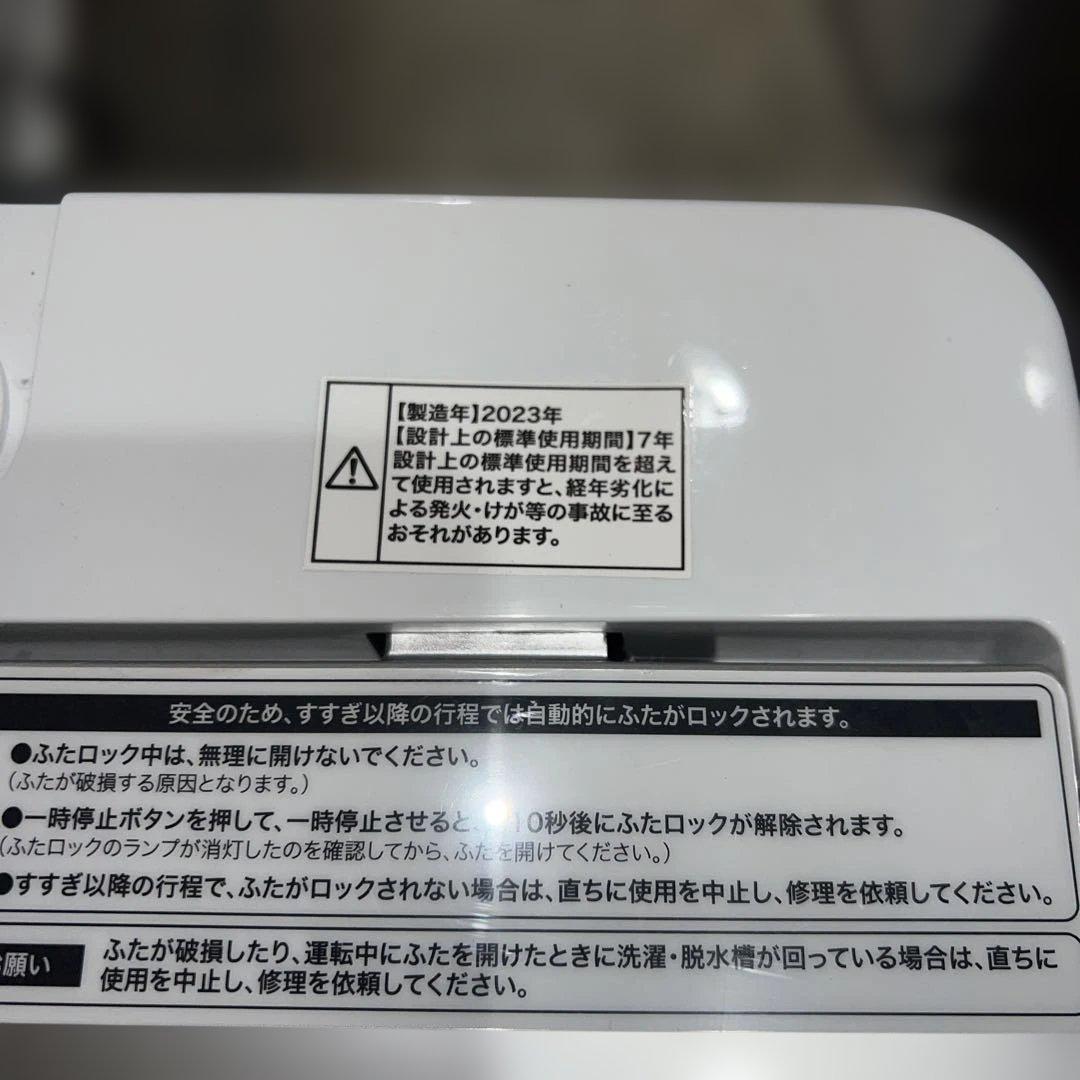 【製造年】2023年
【設計上の標準使用期間】7年
設計上の標準使用期間を超え
て使用されますと、経年劣化に
よる発火・けが等の事故に至る
おそれがあります。
安全のため、すすぎ以降の行程では自動的にふたがロックされます。
●ふたロック中は、無理に開けないでください。
（ふたが破損する原因となります。）
●一時停止ボタンを押して、一時停止させると、10秒後にふたロックが解除されます。
（ふたロックのランプが消灯したのを確認してから、ふたを開けてください。）
●すすぎ以降の行程で、ふたがロックされない場合は、直ちに使用を中止し、修理を依頼してください。
お願い
ふたが破損したり、運転中にふたを開けたときに洗濯・脱水槽が回っている場合は、直ちに
使用を中止し、修理を依頼してください。